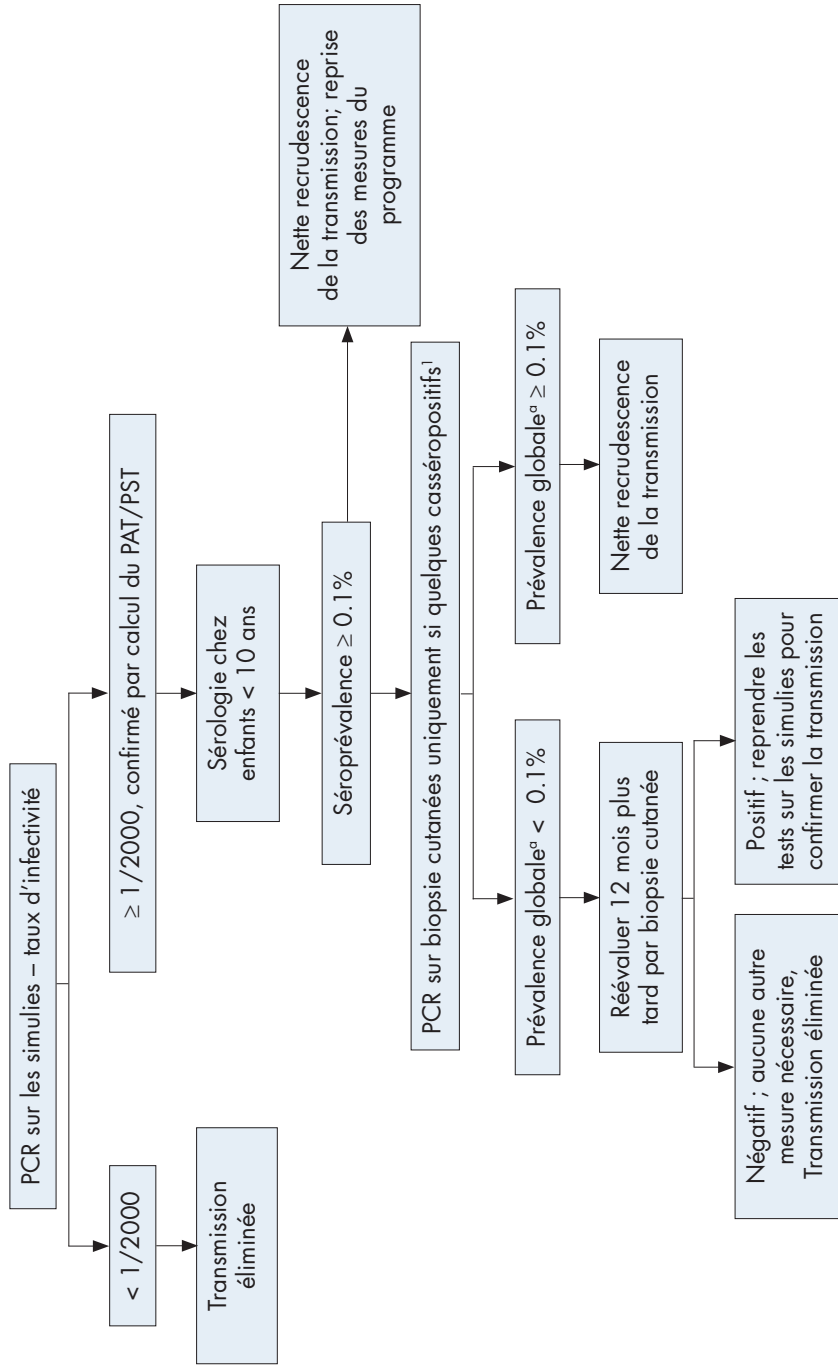 PCR sur les simulies – taux d'infectivité
< 1/2000
≥ 1/2000, confirmé par calcul du PAT/PST
Transmission
éliminée
Sérologie chez
enfants < 10 ans
Séroprévalence ≥ 0.1%
Nette recrudescence
de la transmission; reprise
des mesures du
programme
PCR sur biopsie cutanées uniquement si quelques casséropositifs¹
Prévalence globaleᵅ < 0.1%
Prévalence globaleᵅ ≥ 0.1%
Réévaluer 12 mois plus
tard par biopsie cutanée
Nette recrudescence
de la transmission
Négatif ; aucune autre
mesure nécessaire,
Transmission éliminée
Positif ; reprendre les
tests sur les simulies pour
confirmer la transmission